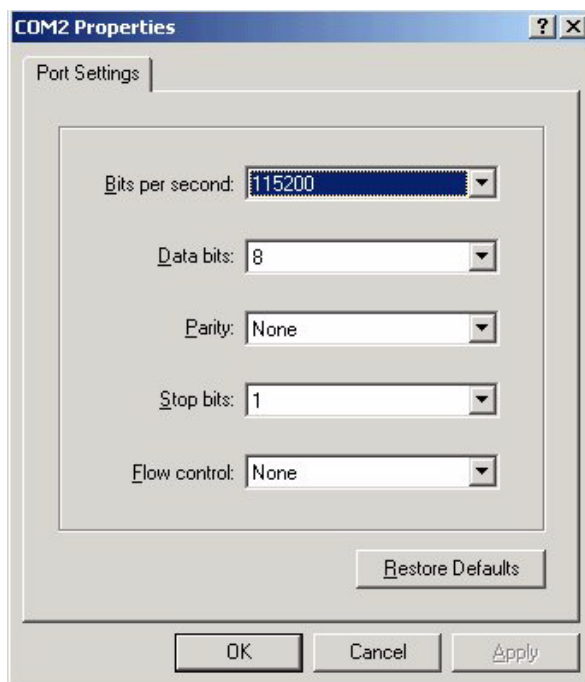 COM2 Properties
Port Settings
Bits per second: 115200
Data bits: 8
Parity: None
Stop bits: 1
Flow control: None
Restore Defaults
OK Cancel Apply